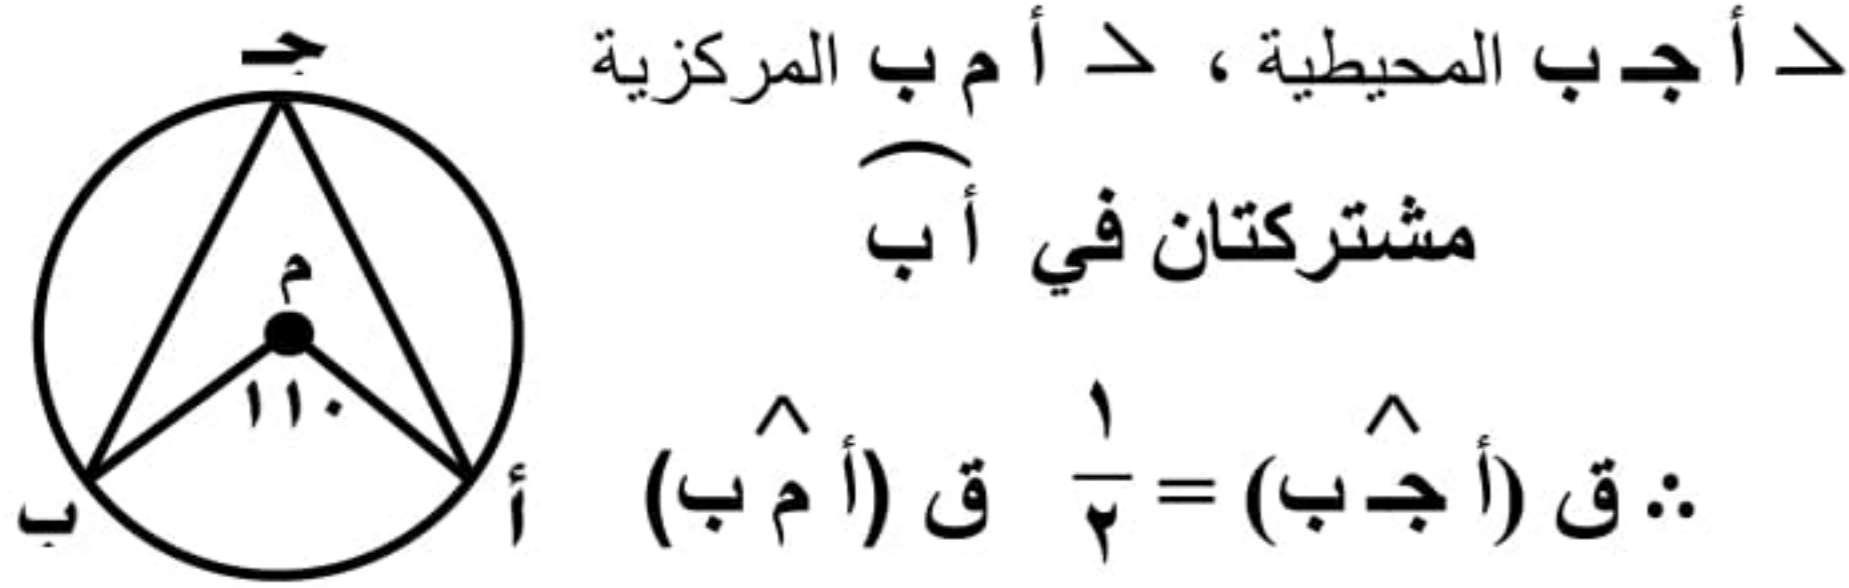 > أ جـ ب المحيطية ، > أ م ب المركزية
مشتركتان في أ ب
∴ ق (أ جـ ب) = ١/٢ ق (أ م ب)
جـ
م
١١٠
ب
أ